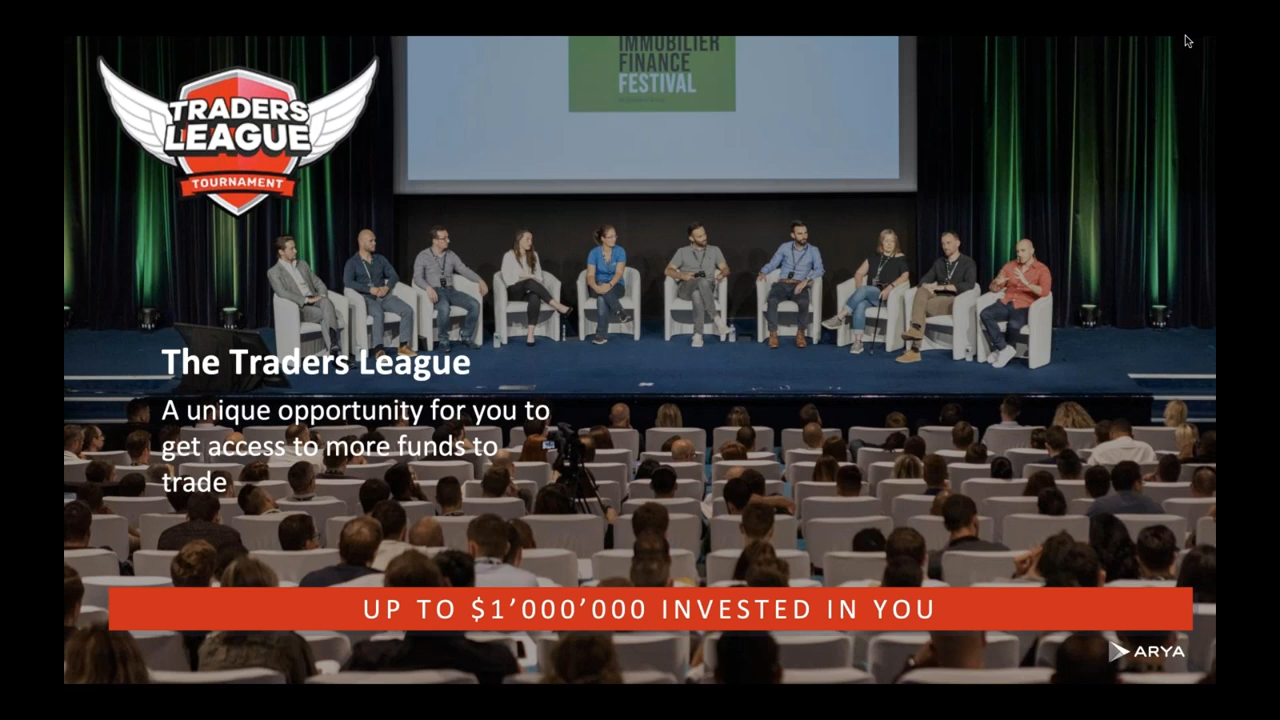 IMMOBILIER
FINANCE
FESTIVAL
TRADERS
LEAGUE
TOURNAMENT
The Traders League
A unique opportunity for you to
get access to more funds to
trade
UP TO $1’000’000 INVESTED IN YOU
ARYA